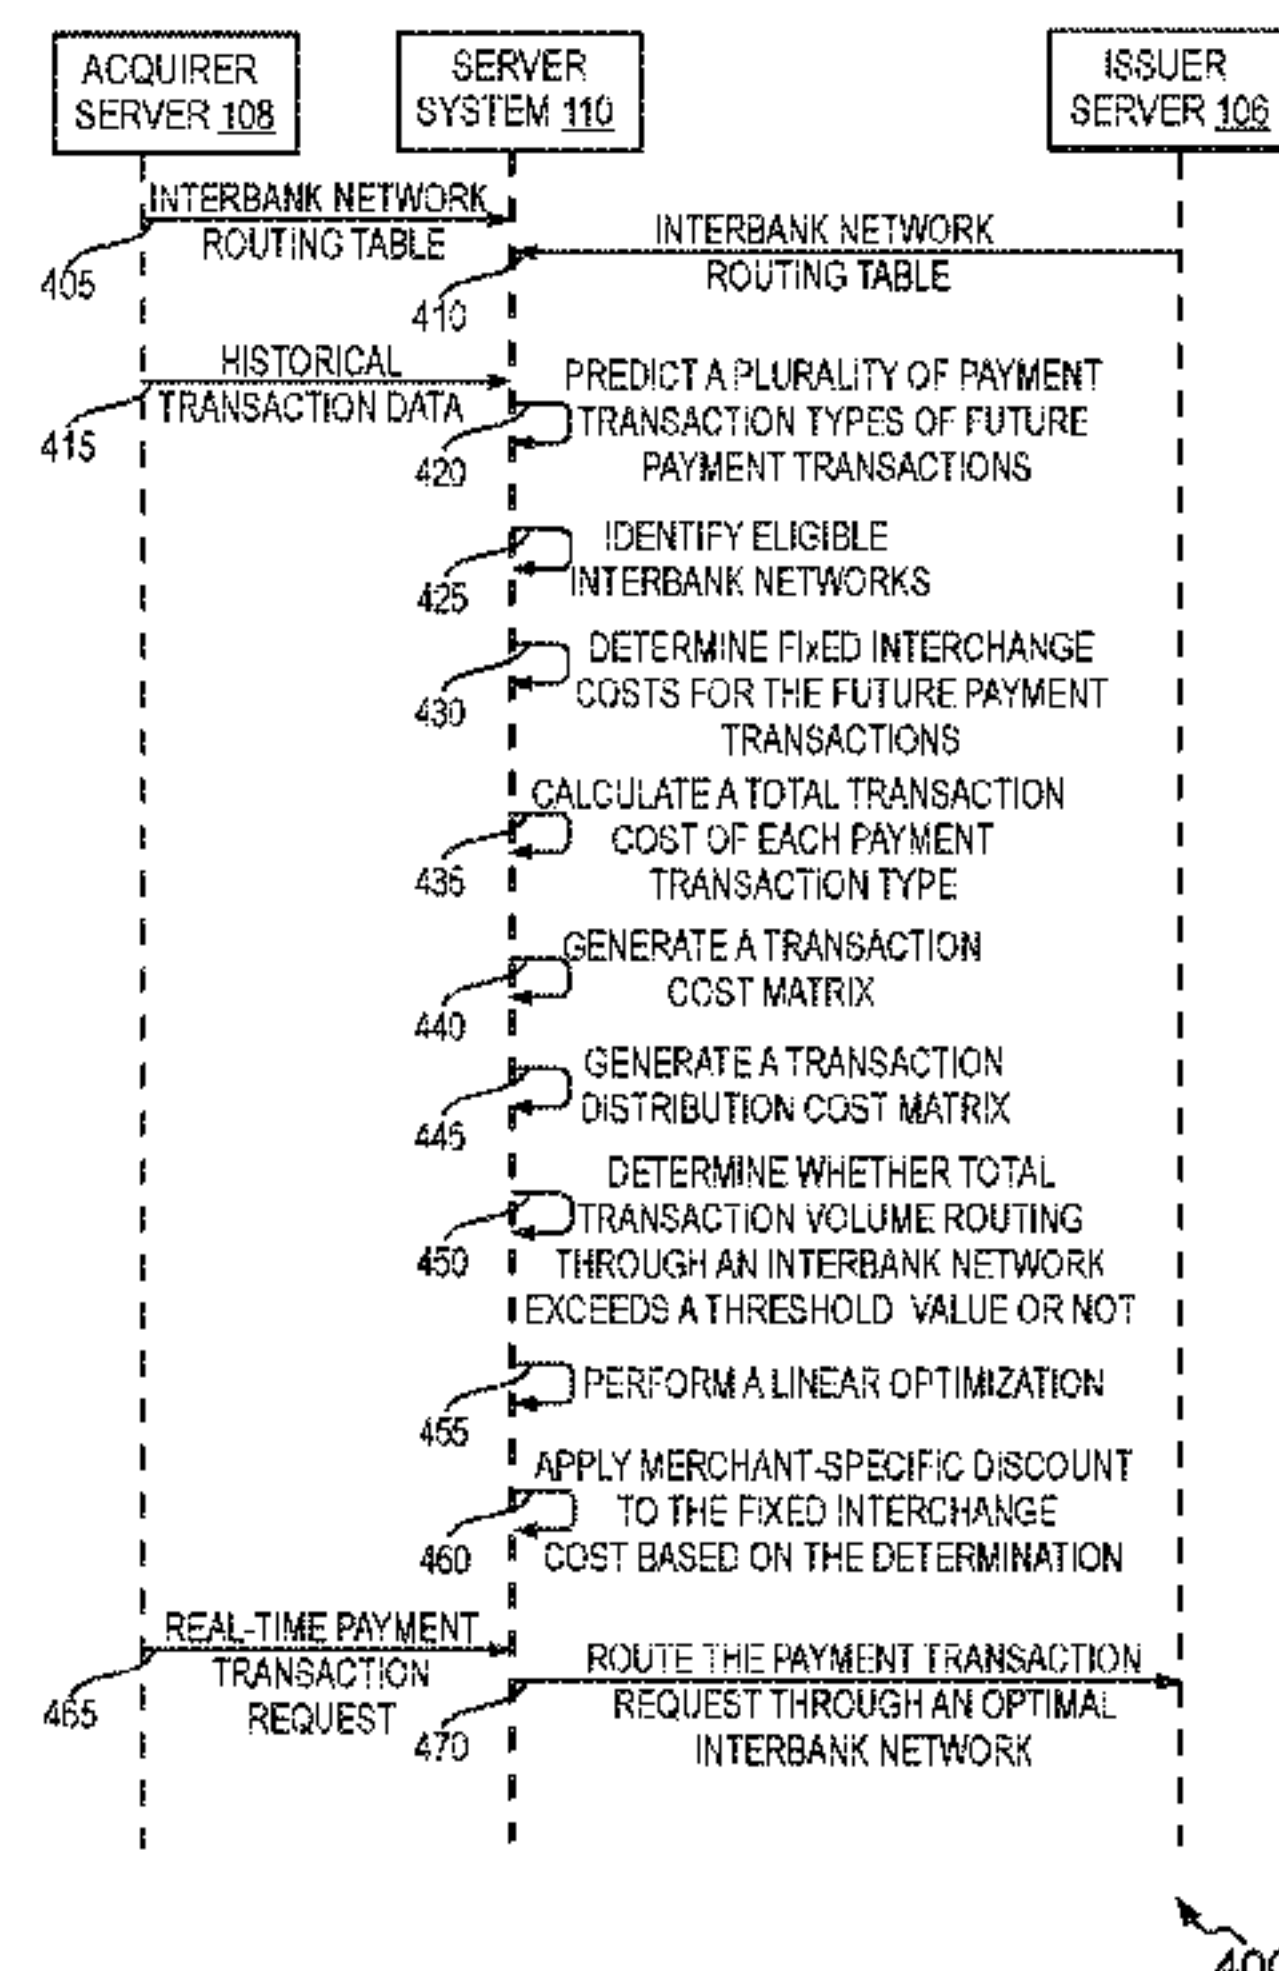 ACQUIRER
SERVER 108
SERVER
SYSTEM 110
ISSUER
SERVER 106
INTERBANK NETWORK
ROUTING TABLE
405
INTERBANK NETWORK
ROUTING TABLE
410
HISTORICAL
TRANSACTION DATA
415
PREDICT A PLURALITY OF PAYMENT
TRANSACTION TYPES OF FUTURE
PAYMENT TRANSACTIONS
420
IDENTIFY ELIGIBLE
INTERBANK NETWORKS
425
DETERMINE FIxED INTERCHANGE
COSTS FOR THE FUTURE PAYMENT
TRANSACTIONS
430
CALCULATE A TOTAL TRANSACTION
COST OF EACH PAYMENT
TRANSACTION TYPE
435
GENERATE A TRANSACTION
COST MATRIX
440
GENERATE A TRANSACTION
DISTRIBUTION COST MATRIX
445
DETERMINE WHETHER TOTAL
TRANSACTION VOLUME ROUTING
THROUGH AN INTERBANK NETWORK
EXCEEDS A THRESHOLD VALUE OR NOT
450
PERFORM A LINEAR OPTIMIZATION
455
APPLY MERCHANT-SPECIFIC DISCOUNT
TO THE FIXED INTERCHANGE
COST BASED ON THE DETERMINATION
460
REAL-TIME PAYMENT
TRANSACTION
REQUEST
465
ROUTE THE PAYMENT TRANSACTION
REQUEST THROUGH AN OPTIMAL
INTERBANK NETWORK
470
400